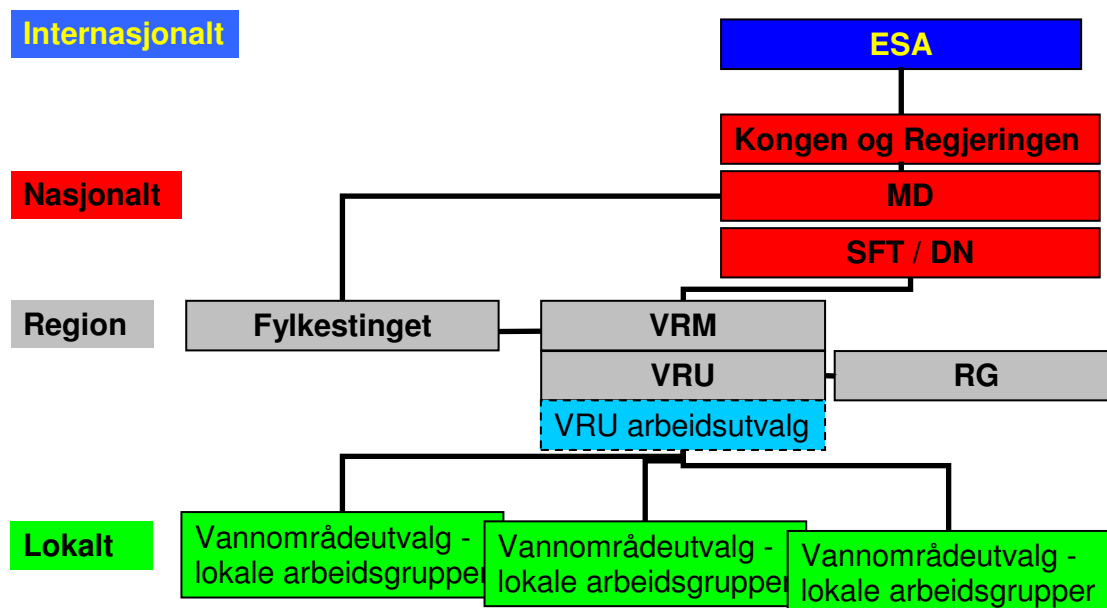 Internasjonalt
ESA
Kongen og Regjeringen
Nasjonalt
MD
SFT / DN
Region
Fylkestinget
VRM
VRU
RG
VRU arbeidsutvalg
Lokalt
Vannområdeutvalg -
lokale arbeidsgrupper
Vannområdeutvalg -
lokale arbeidsgrupper
Vannområdeutvalg -
lokale arbeidsgrupper